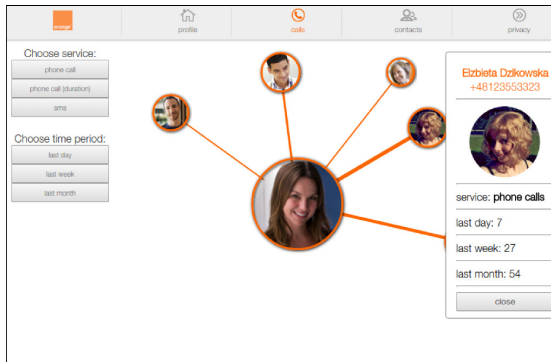 orange
profile
calls
contacts
privacy
Choose service:
phone call
phone call (duration)
sms
Choose time period:
last day
last week
last month
Elzbieta Dzikowska
+48123553323
service: phone calls
last day: 7
last week: 27
last month: 54
close